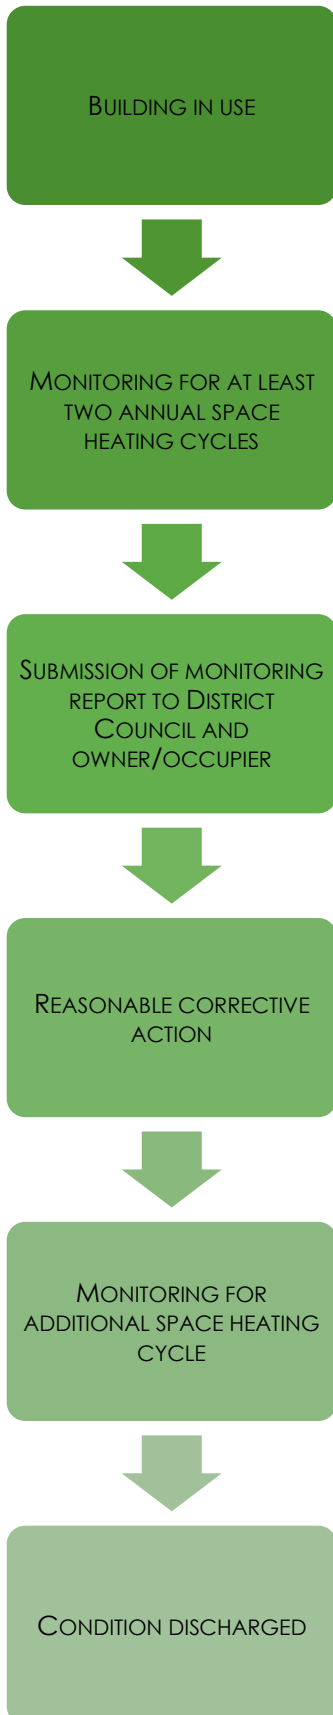 BUILDING IN USE
MONITORING FOR AT LEAST
TWO ANNUAL SPACE
HEATING CYCLES
SUBMISSION OF MONITORING
REPORT TO DISTRICT
COUNCIL AND
OWNER/OCCUPIER
REASONABLE CORRECTIVE
ACTION
MONITORING FOR
ADDITIONAL SPACE HEATING
CYCLE
CONDITION DISCHARGED